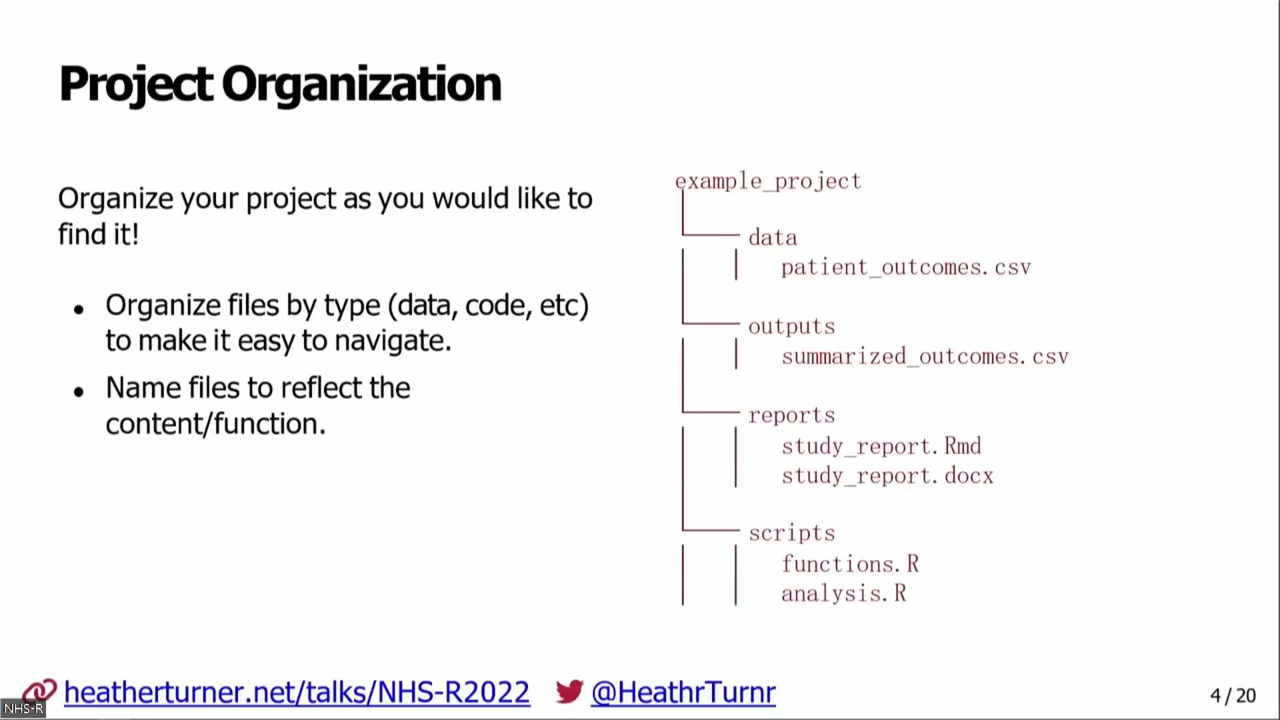 Project Organization
Organize your project as you would like to
find it!
Organize files by type (data, code, etc)
to make it easy to navigate.
Name files to reflect the
content/function.
example_project
data
patient_outcomes.csv
outputs
summarized_outcomes.csv
reports
study_report.Rmd
study_report.docx
scripts
functions.R
analysis.R
heatherturner.net/talks/NHS-R2022 @HeathrTurnr
4 / 20
NHS-R